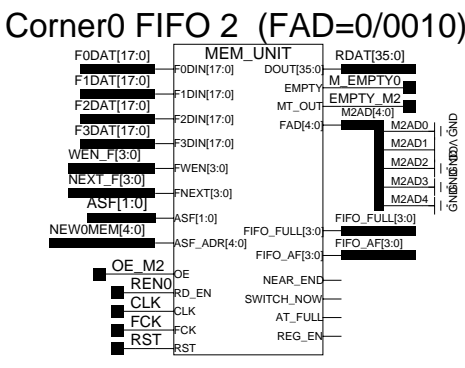 Corner0 FIFO 2 (FAD=0/0010)
MEM_UNIT
F0DAT[17:0]
F0DIN[17:0]
F1DAT[17:0]
F1DIN[17:0]
F2DAT[17:0]
F2DIN[17:0]
F3DAT[17:0]
F3DIN[17:0]
WEN_F[3:0]
FWEN[3:0]
NEXT_F[3:0]
FNEXT[3:0]
ASF[1:0]
ASF[1:0]
NEW0MEM[4:0]
ASF_ADR[4:0]
OE_M2
OE
REN0
RD_EN
CLK
CLK
FCK
FCK
RST
RST
RDAT[35:0]
DOUT[35:0]
M_EMPTY0
EMPTY
EMPTY_M2
MT_OUT
M2AD[4:0]
FAD[4:0]
M2AD0
GND
M2AD1
M2AD2
M2AD3
M2AD4
GND
FIFO_FULL[3:0]
FIFO_FULL[3:0]
FIFO_AF[3:0]
FIFO_AF[3:0]
NEAR_END
SWITCH_NOW
AT_FULL
REG_EN